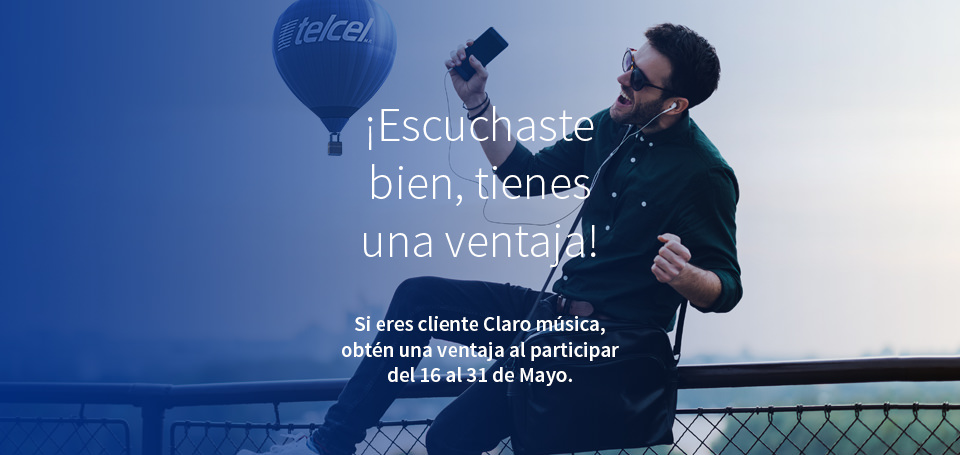 telcel
¡Escuchaste
bien, tienes
una ventaja!
Si eres cliente Claro música,
obtén una ventaja al participar
del 16 al 31 de Mayo.